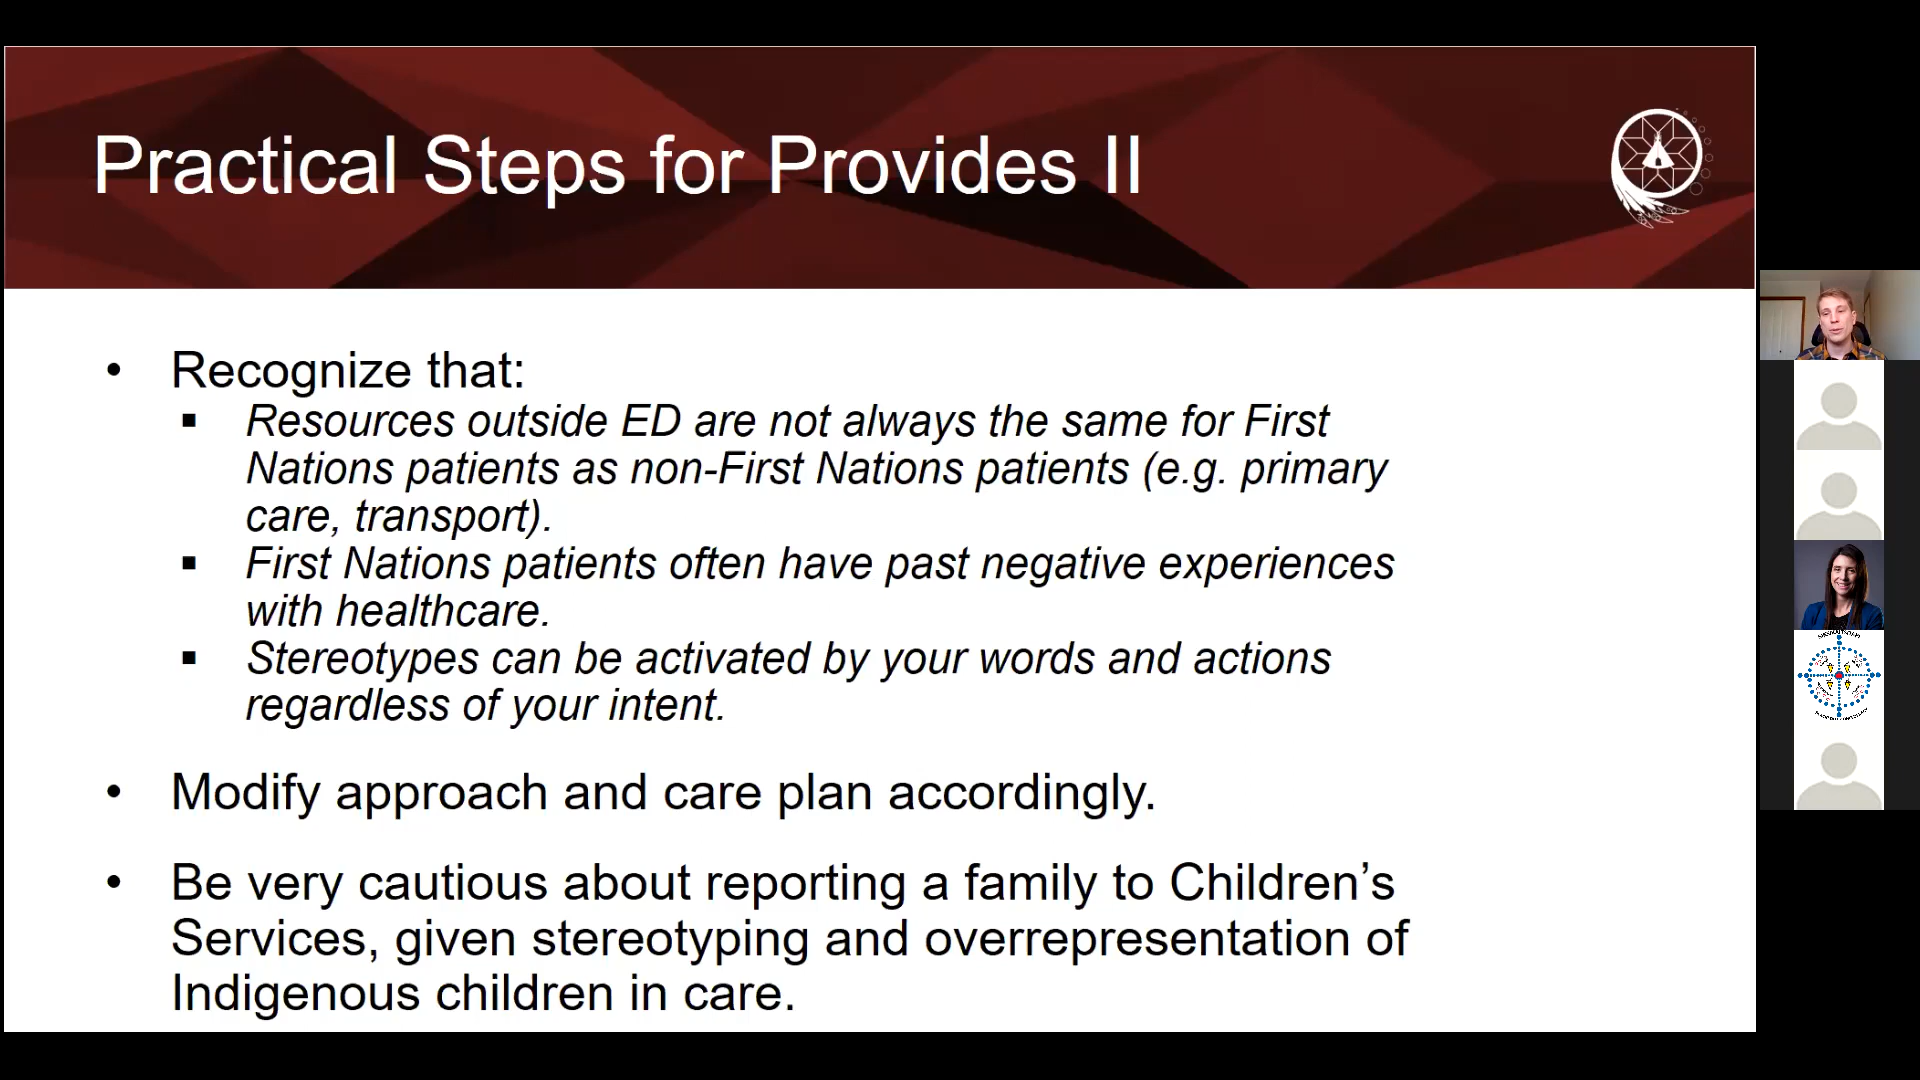 Practical Steps for Provides II
• Recognize that:
▪ Resources outside ED are not always the same for First
Nations patients as non-First Nations patients (e.g. primary
care, transport).
▪ First Nations patients often have past negative experiences
with healthcare.
▪ Stereotypes can be activated by your words and actions
regardless of your intent.
• Modify approach and care plan accordingly.
• Be very cautious about reporting a family to Children’s
Services, given stereotyping and overrepresentation of
Indigenous children in care.